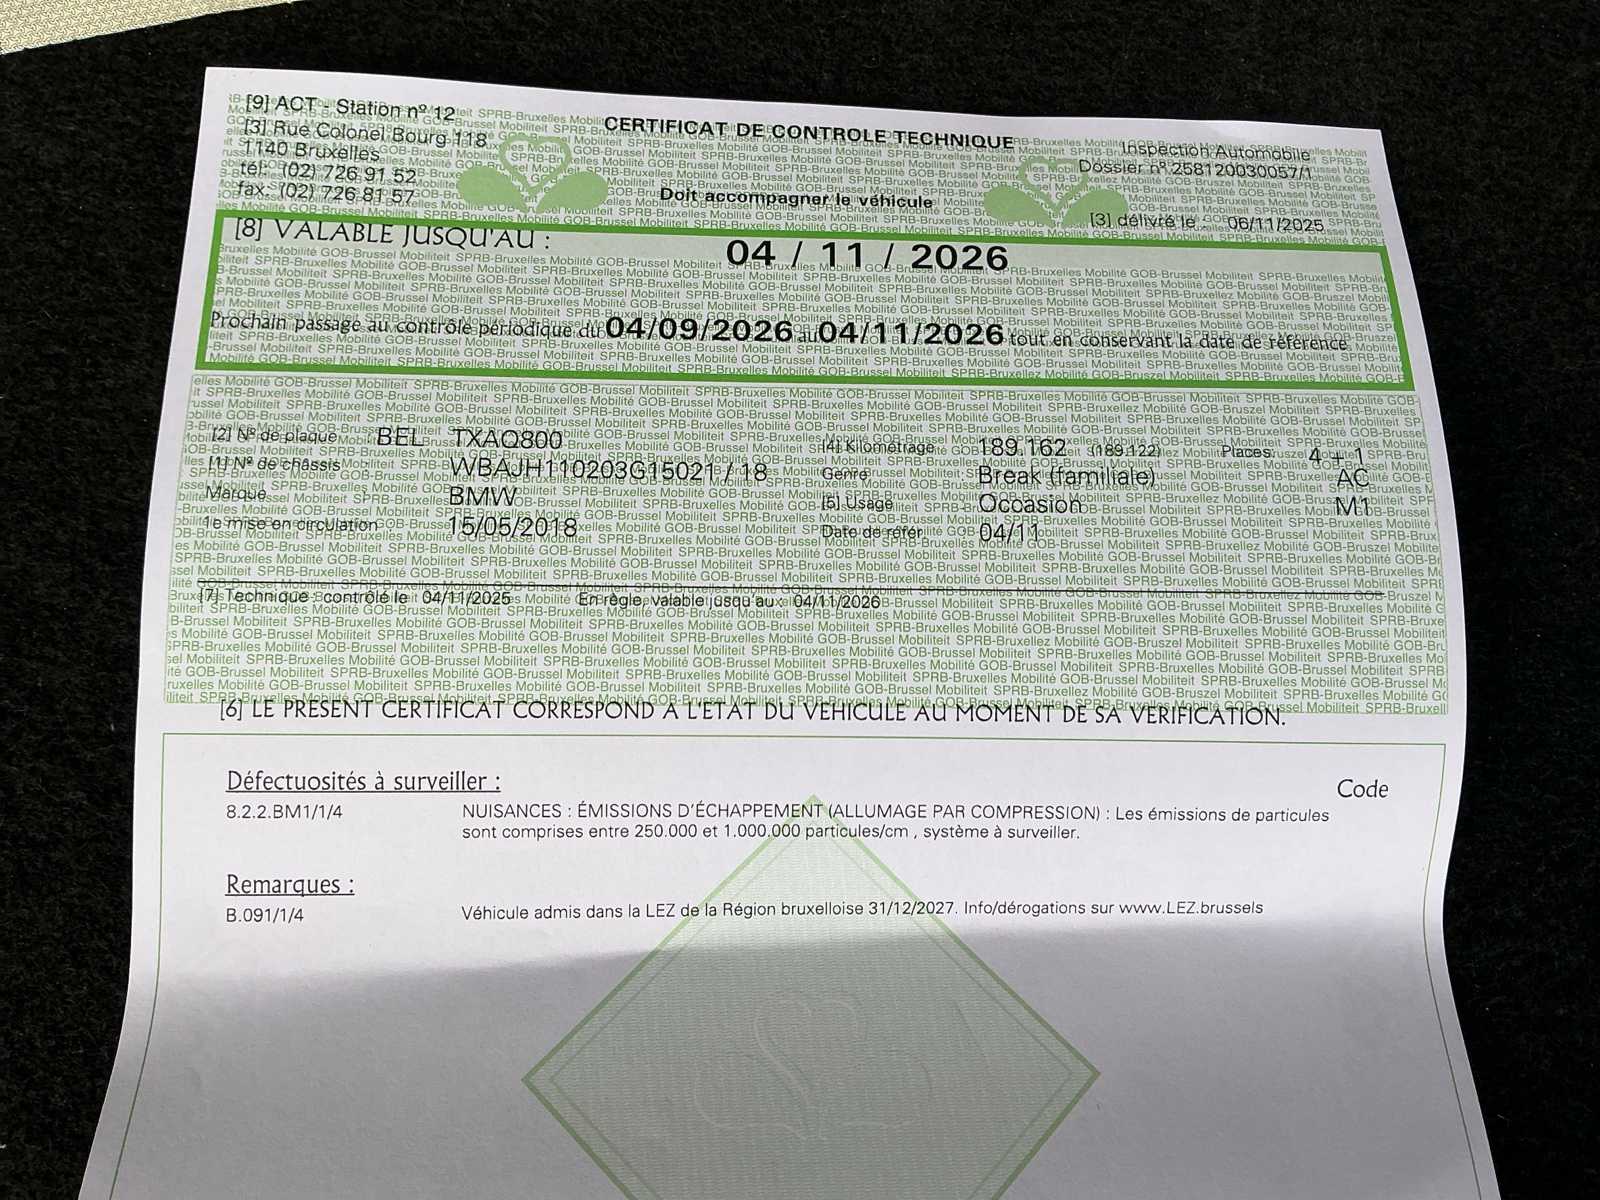 [9] ACT - Station nº 12
[3] Rue Colonel Bourg 118
1140 Bruxelles
tél: (02) 726 91 52
fax: (02) 726 81 57
CERTIFICAT DE CONTROLE TECHNIQUE
Doit accompagner le véhicule
Inspection Automobile
Dossier nº 258120030057/1
[3] délivré le : 06/11/2025
[8] VALABLE JUSQU'AU : 04 / 11 / 2026
Prochain passage au contrôle périodique du 04/09/2026 au 04/11/2026 tout en conservant la date de référence
[2] Nº de plaque BEL TXAQ800 [4] Kilométrage 189.162 (189.122) Places: 4 + 1
[1] Nº de châssis WBAJH110203G15021 / 18 Genre : Break (familiale) AC
Marque BMW [5] Usage : Occasion M1
1e mise en circulation 15/05/2018 Date de référ. 04/11
[7] Technique : contrôlé le 04/11/2025 En règle, valable jusqu'au : 04/11/2026
[6] LE PRESENT CERTIFICAT CORRESPOND A L'ETAT DU VEHICULE AU MOMENT DE SA VERIFICATION.
Défectuosités à surveiller : Code
8.2.2.BM1/1/4 NUISANCES : ÉMISSIONS D'ÉCHAPPEMENT (ALLUMAGE PAR COMPRESSION) : Les émissions de particules
sont comprises entre 250.000 et 1.000.000 particules/cm , système à surveiller.
Remarques :
B.091/1/4 Véhicule admis dans la LEZ de la Région bruxelloise 31/12/2027. Info/dérogations sur www.LEZ.brussels